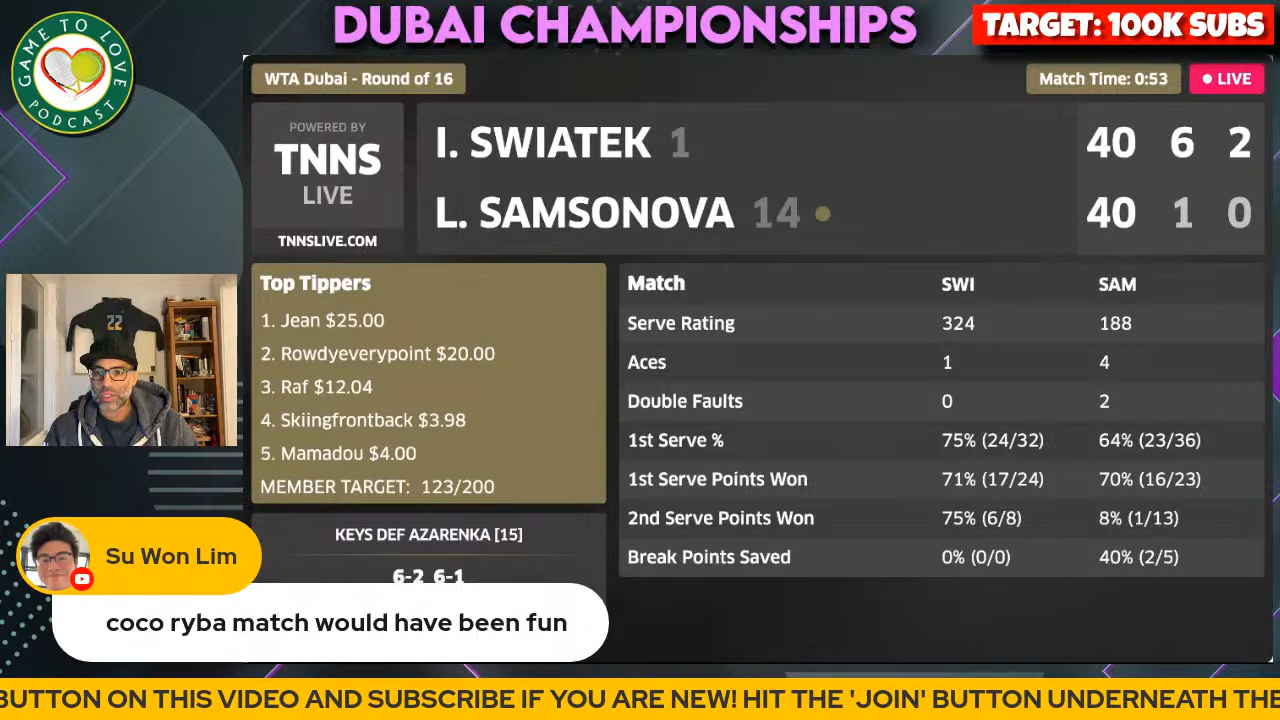 GAME TO LOVE
PODCAST
DUBAI CHAMPIONSHIPS
TARGET: 100K SUBS
WTA Dubai - Round of 16
Match Time: 0:53
LIVE
POWERED BY
TNNS
LIVE
TNNSLIVE.COM
I. SWIATEK 1 40 6 2
L. SAMSONOVA 14 40 1 0
Top Tippers
1. Jean $25.00
2. Rowdyeverypoint $20.00
3. Raf $12.04
4. Skiingfrontback $3.98
5. Mamadou $4.00
MEMBER TARGET: 123/200
KEYS DEF AZARENKA [15]
6-2 6-1
Match SWI SAM
Serve Rating 324 188
Aces 1 4
Double Faults 0 2
1st Serve % 75% (24/32) 64% (23/36)
1st Serve Points Won 71% (17/24) 70% (16/23)
2nd Serve Points Won 75% (6/8) 8% (1/13)
Break Points Saved 0% (0/0) 40% (2/5)
22
Su Won Lim
coco ryba match would have been fun
BUTTON ON THIS VIDEO AND SUBSCRIBE IF YOU ARE NEW! HIT THE 'JOIN' BUTTON UNDERNEATH THE